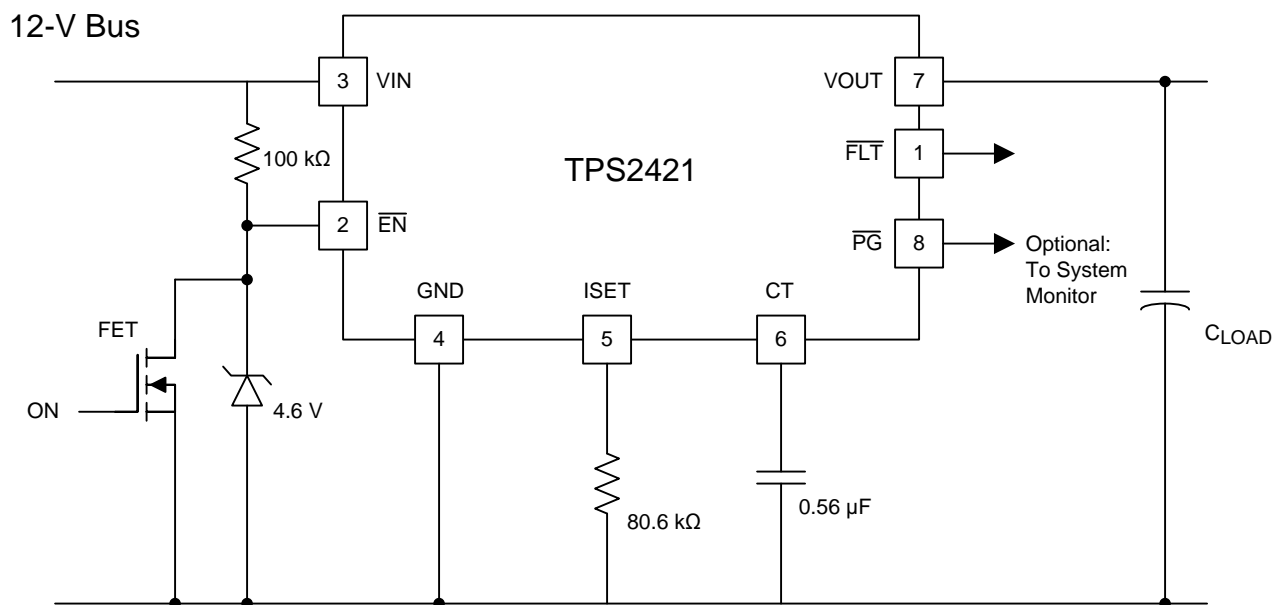 12-V Bus
3 VIN
VOUT 7
100 kΩ
FLT 1
TPS2421
2 EN
PG 8
Optional:
To System
Monitor
GND
ISET
CT
4
5
6
FET
CLOAD
ON
4.6 V
80.6 kΩ
0.56 µF